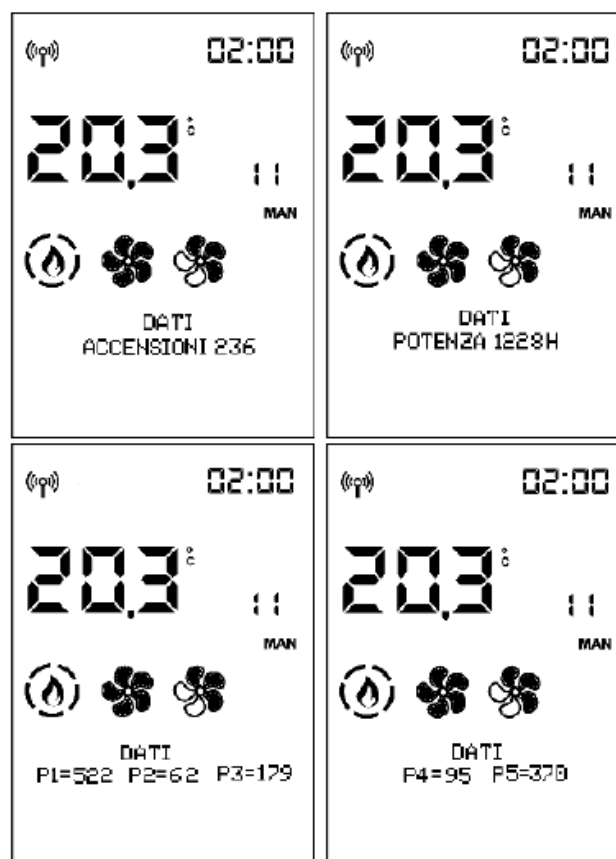 02:00
20,3 °C
11
MAN
DATI
ACCENSIONI 236
02:00
20,3 °C
11
MAN
DATI
POTENZA 1228H
02:00
20,3 °C
11
MAN
DATI
P1=522 P2=62 P3=179
02:00
20,3 °C
11
MAN
DATI
P4=95 P5=370